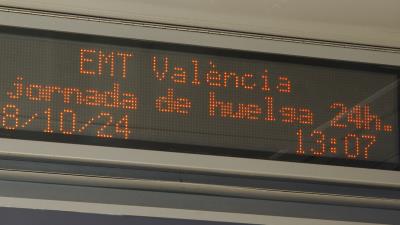 EMT València
jornada de huelga 24h.
8/10/24 13:07